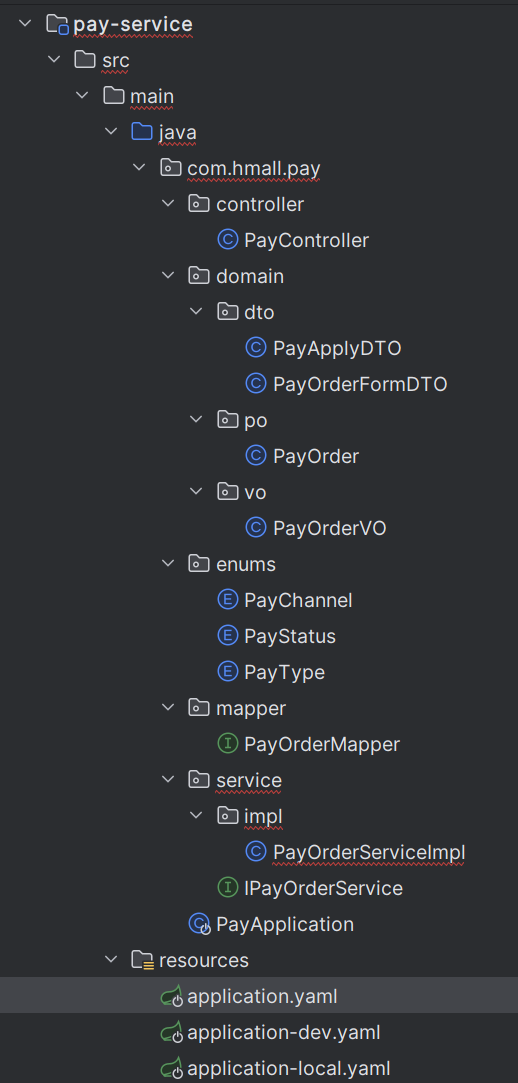 pay-service
src
main
java
com.hmall.pay
controller
PayController
domain
dto
PayApplyDTO
PayOrderFormDTO
po
PayOrder
vo
PayOrderVO
enums
PayChannel
PayStatus
PayType
mapper
PayOrderMapper
service
impl
PayOrderServiceImpl
IPayOrderService
PayApplication
resources
application.yaml
application-dev.yaml
application-local.yaml